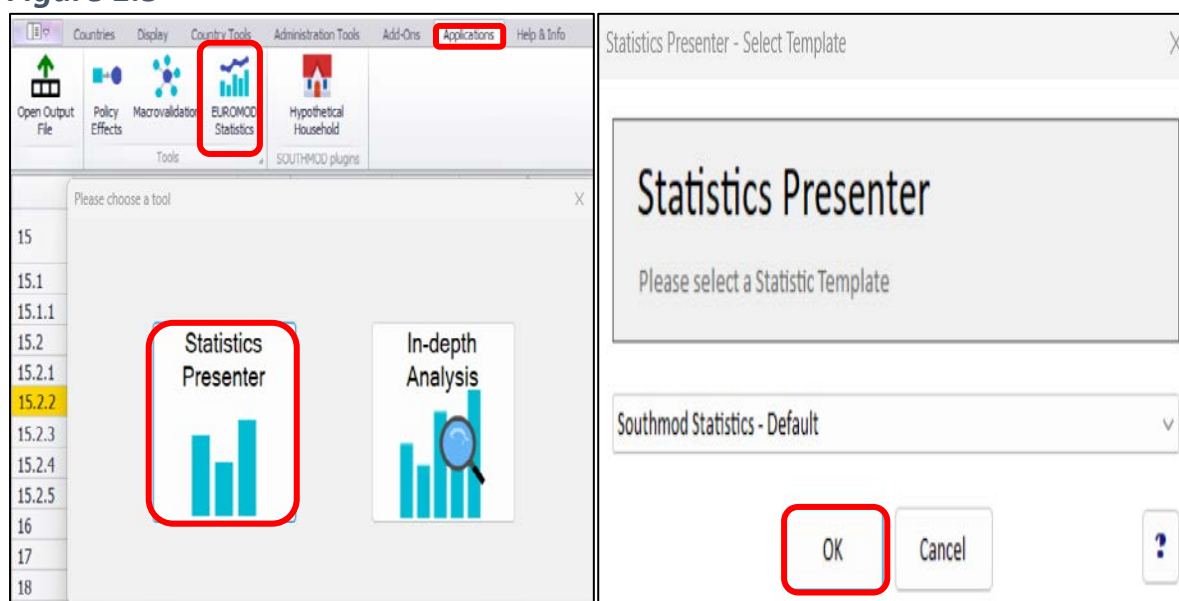 Countries Display Country Tools Administration Tools Add-Ons Applications Help & Info
Open Output File
Policy Effects
Macrovalidation
EUROMOD Statistics
Hypothetical Household
Tools
SOUTHMOD plugins
Please choose a tool X
15
15.1
15.1.1
15.2
15.2.1
15.2.2
15.2.3
15.2.4
15.2.5
16
17
18
Statistics
Presenter
In-depth
Analysis
Statistics Presenter - Select Template X
Statistics Presenter
Please select a Statistic Template
Southmod Statistics - Default
OK Cancel ?